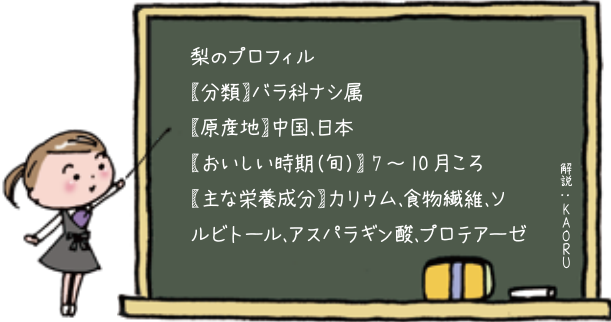 梨のプロフィル
〖分類〗バラ科ナシ属
〖原産地〗中国、日本
〖おいしい時期(旬)〗7～10月ころ
〖主な栄養成分〗カリウム、食物繊維、ソ
ルビトール、アスパラギン酸、プロテアーゼ
解説：KAORU